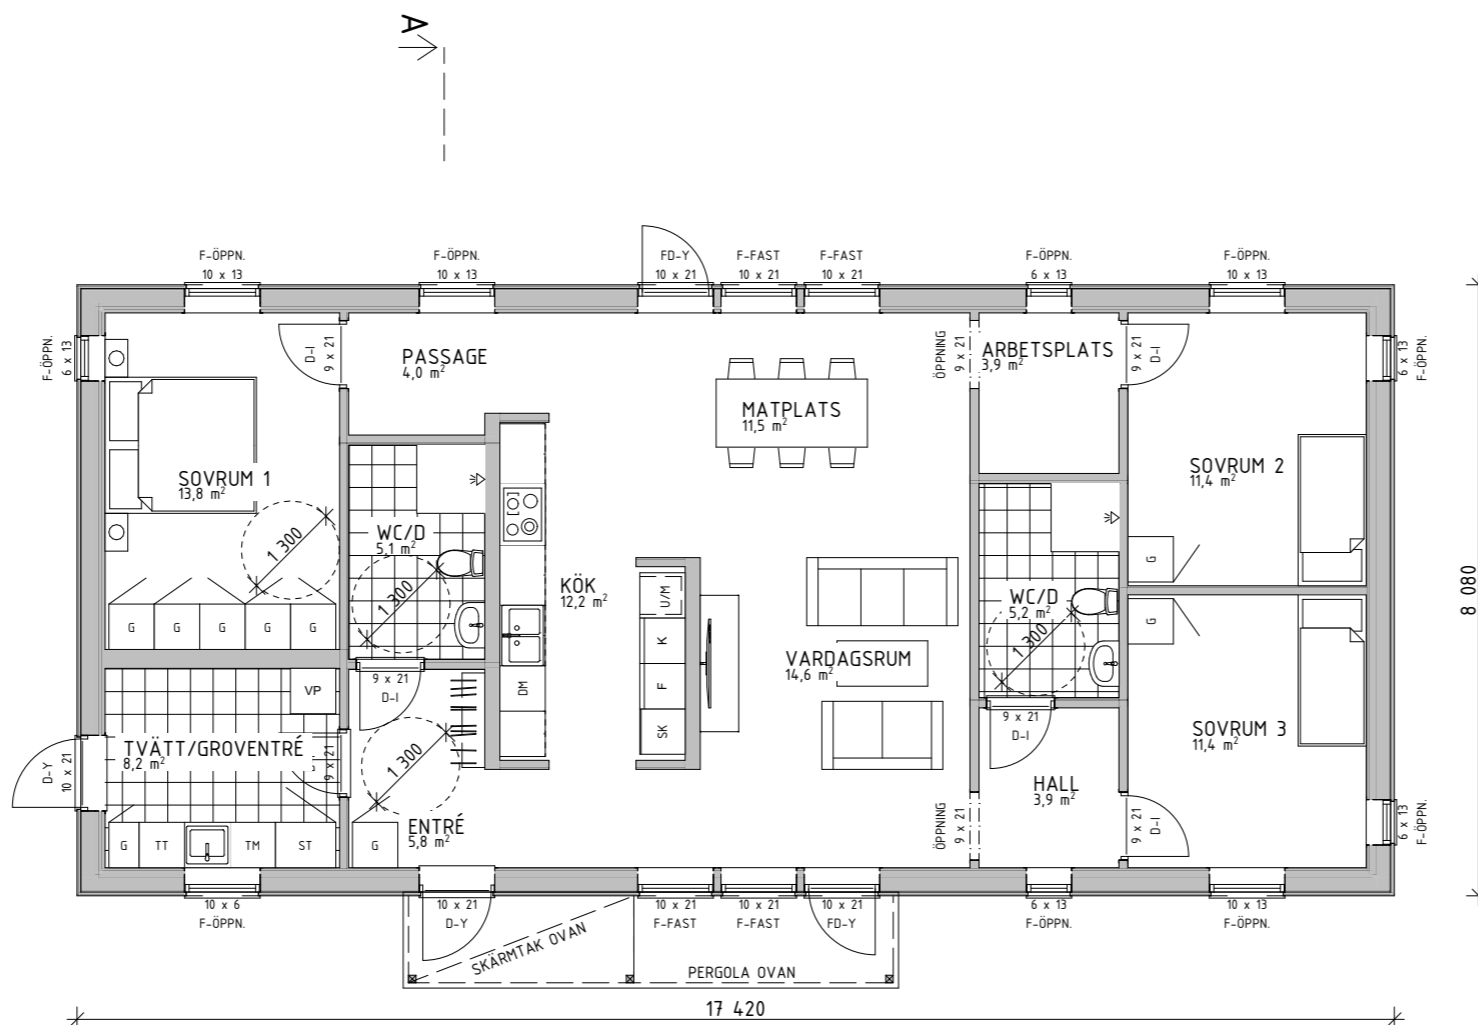 A
F-ÖPPN.
10 x 13
F-ÖPPN.
10 x 13
FD-Y
10 x 21
F-FAST
10 x 21
F-FAST
10 x 21
F-ÖPPN.
6 x 13
F-ÖPPN.
10 x 13
F-ÖPPN.
6 x 13
D-I
9 x 21
PASSAGE
4,0 m²
ÖPPNING
9 x 21
ARBETSPLATS
3,9 m²
9 x 21
D-I
6 x 13
F-ÖPPN.
MATPLATS
11,5 m²
SOVRUM 1
13,8 m²
SOVRUM 2
11,4 m²
1 300
WC/D
5,1 m²
1 300
KÖK
12,2 m²
U/M
K
F
SK
DM
WC/D
5,2 m²
1 300
G
G
8 080
G
G
G
G
G
VARDAGSRUM
14,6 m²
9 x 21
D-I
VP
9 x 21
D-I
SOVRUM 3
11,4 m²
TVÄTT/GROVENTRÉ
8,2 m²
D-Y
10 x 21
9 x 21
1 300
HALL
3,9 m²
ENTRÉ
5,8 m²
ÖPPNING
9 x 21
9 x 21
D-I
6 x 13
F-ÖPPN.
G
TT
TM
ST
G
10 x 6
F-ÖPPN.
10 x 21
D-Y
10 x 21
F-FAST
10 x 21
F-FAST
10 x 21
FD-Y
6 x 13
F-ÖPPN.
10 x 13
F-ÖPPN.
SKÄRMTAK OVAN
PERGOLA OVAN
17 420